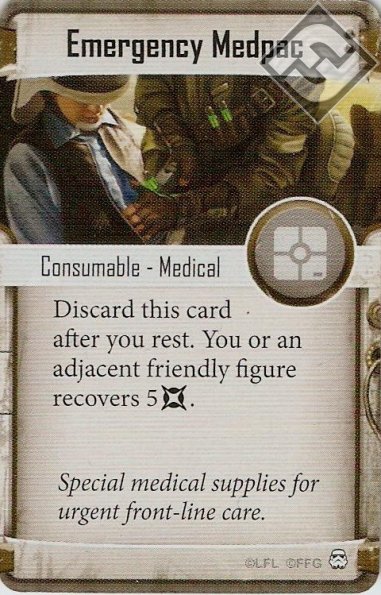 Emergency Medpac
Consumable - Medical
Discard this card
after you rest. You or an
adjacent friendly figure
recovers 5.
Special medical supplies for
urgent front-line care.
©LFL ©FFG